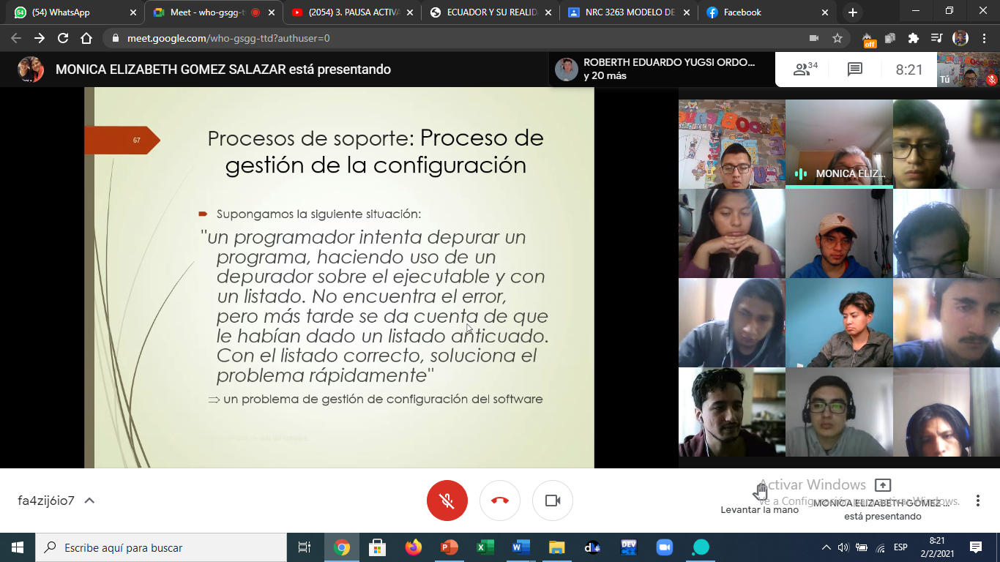 (54) WhatsApp
Meet - who-gsgg-t
(2054) 3. PAUSA ACTIVA
ECUADOR Y SU REALID
NRC 3263 MODELO DE
Facebook
meet.google.com/who-gsgg-ttd?authuser=0
off
MONICA ELIZABETH GOMEZ SALAZAR está presentando
ROBERTH EDUARDO YUGSI ORDO...
y 20 más
34
8:21
Tú
67
Procesos de soporte: Proceso de
gestión de la configuración
Supongamos la siguiente situación:
"un programador intenta depurar un
programa, haciendo uso de un
depurador sobre el ejecutable y con
un listado. No encuentra el error,
pero más tarde se da cuenta de que
le habían dado un listado anticuado.
Con el listado correcto, soluciona el
problema rápidamente"
⇒ un problema de gestión de configuración del software
MONICA ELIZ...
fa4zij6io7
Levantar la mano
Activar Windows
Ve a Configuración para activar Windows.
MONICA ELIZABETH GOMEZ ...
está presentando
Escribe aquí para buscar
DEV
ESP
8:21
2/2/2021